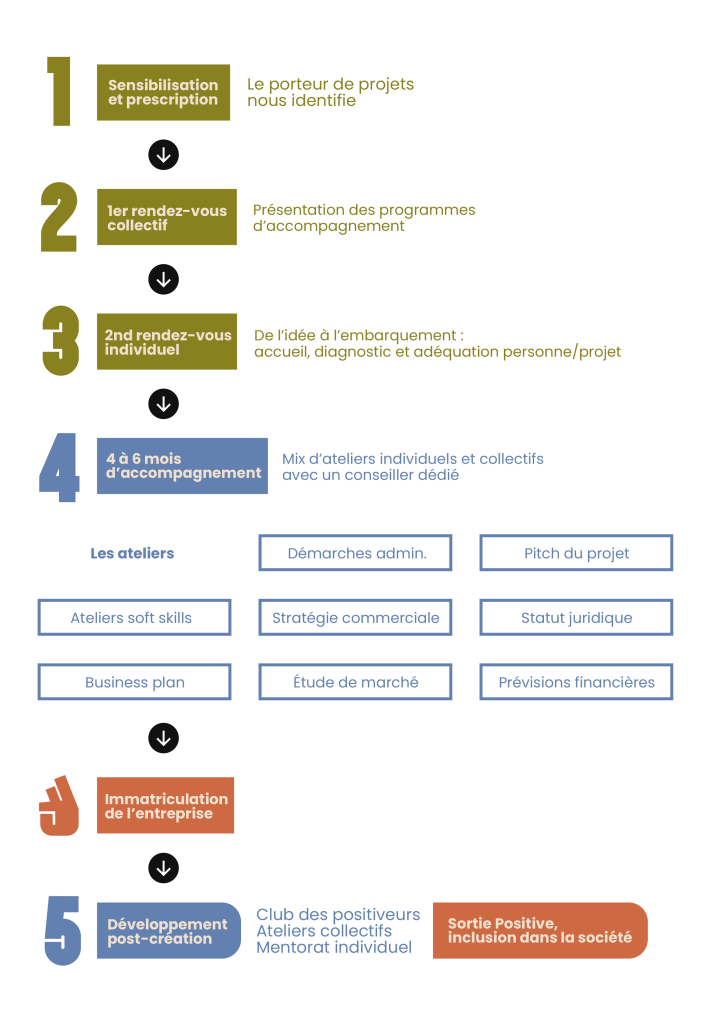 1
Sensibilisation
et prescription
Le porteur de projets
nous identifie
2
1er rendez-vous
collectif
Présentation des programmes
d’accompagnement
3
2nd rendez-vous
individuel
De l’idée à l’embarquement :
accueil, diagnostic et adéquation personne/projet
4
4 à 6 mois
d’accompagnement
Mix d’ateliers individuels et collectifs
avec un conseiller dédié
Les ateliers
Démarches admin.
Pitch du projet
Ateliers soft skills
Stratégie commerciale
Statut juridique
Business plan
Étude de marché
Prévisions financières
Immatriculation
de l’entreprise
5
Développement
post-création
Club des positiveurs
Ateliers collectifs
Mentorat individuel
Sortie Positive,
inclusion dans la société